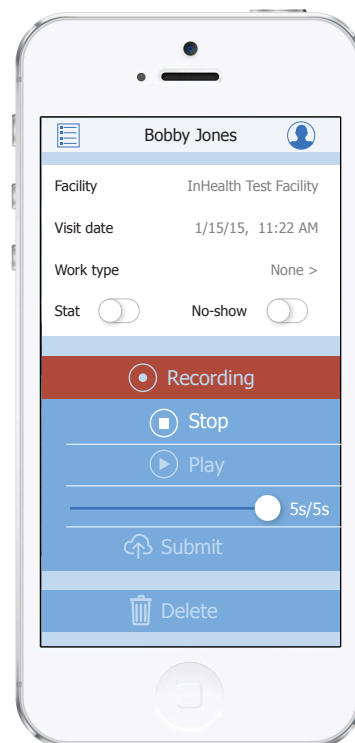 Bobby Jones
Facility InHealth Test Facility
Visit date 1/15/15, 11:22 AM
Work type None >
Stat No-show
Recording
Stop
Play
5s/5s
Submit
Delete